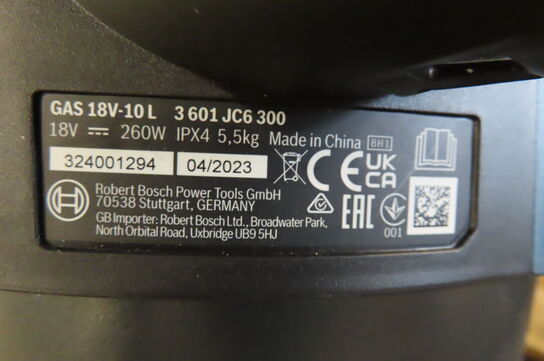 GAS 18V-10 L 3 601 JC6 300
18V 260W IPX4 5,5kg Made in China 8H1
324001294 04/2023 CE UK CA
Robert Bosch Power Tools GmbH
70538 Stuttgart, GERMANY EAC
GB Importer: Robert Bosch Ltd., Broadwater Park,
North Orbital Road, Uxbridge UB9 5HJ 001